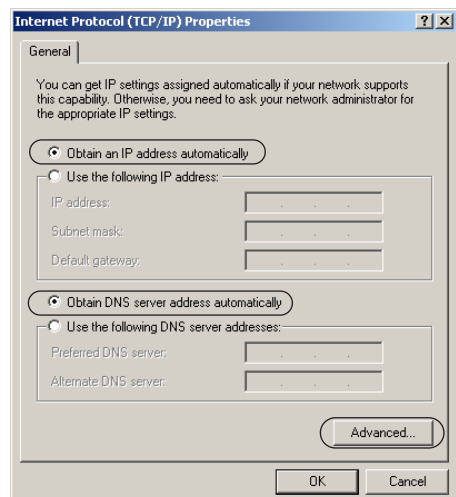 Internet Protocol (TCP/IP) Properties
General
You can get IP settings assigned automatically if your network supports
this capability. Otherwise, you need to ask your network administrator for
the appropriate IP settings.
Obtain an IP address automatically
Use the following IP address:
IP address:
Subnet mask:
Default gateway:
Obtain DNS server address automatically
Use the following DNS server addresses:
Preferred DNS server:
Alternate DNS server:
Advanced...
OK
Cancel